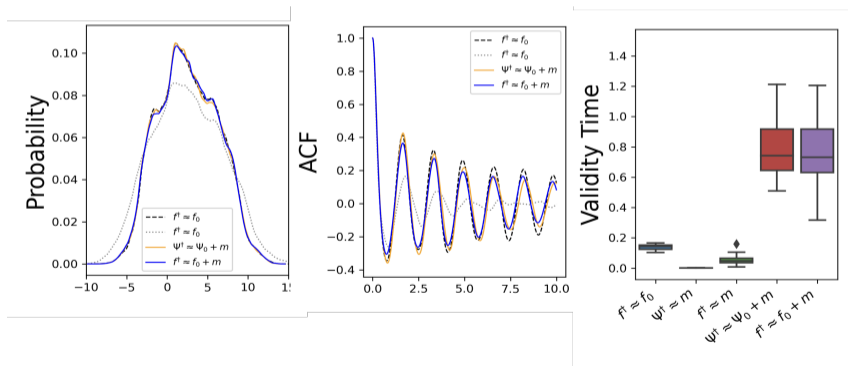 Probability
0.10
0.08
0.06
0.04
0.02
0.00
−10
−5
0
5
10
f† ≈ f₀
f† ≈ f₀
Ψ† ≈ Ψ₀ + m
f† ≈ f₀ + m
ACF
1.0
0.8
0.6
0.4
0.2
0.0
−0.2
−0.4
0.0
2.5
5.0
7.5
10.0
f† ≈ f₀
f† ≈ f₀
Ψ† ≈ Ψ₀ + m
f† ≈ f₀ + m
Validity Time
1.4
1.2
1.0
0.8
0.6
0.4
0.2
0.0
f† ≈ f₀
Ψ† ≈ m
f† ≈ m
Ψ† ≈ Ψ₀ + m
f† ≈ f₀ + m